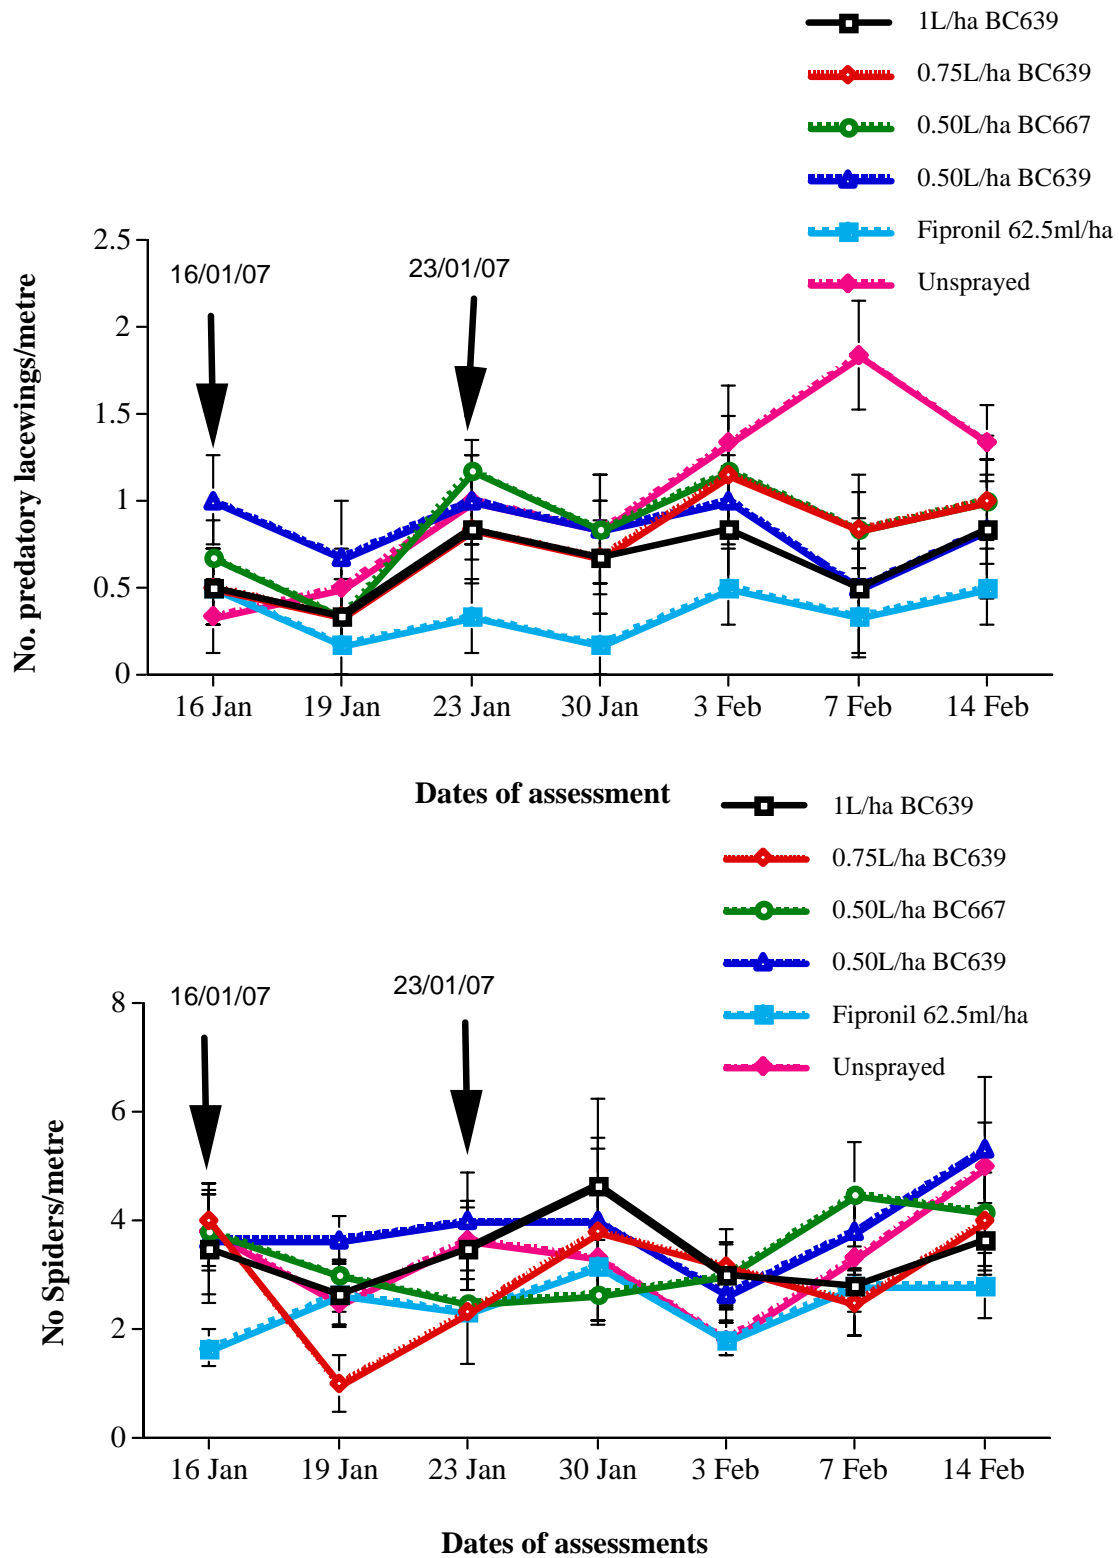 1L/ha BC639
0.75L/ha BC639
0.50L/ha BC667
0.50L/ha BC639
Fipronil 62.5ml/ha
Unsprayed
No. predatory lacewings/metre
2.5
2
1.5
1
0.5
0
16/01/07
23/01/07
16 Jan
19 Jan
23 Jan
30 Jan
3 Feb
7 Feb
14 Feb
Dates of assessment
1L/ha BC639
0.75L/ha BC639
0.50L/ha BC667
0.50L/ha BC639
Fipronil 62.5ml/ha
Unsprayed
No Spiders/metre
8
6
4
2
0
16/01/07
23/01/07
16 Jan
19 Jan
23 Jan
30 Jan
3 Feb
7 Feb
14 Feb
Dates of assessments